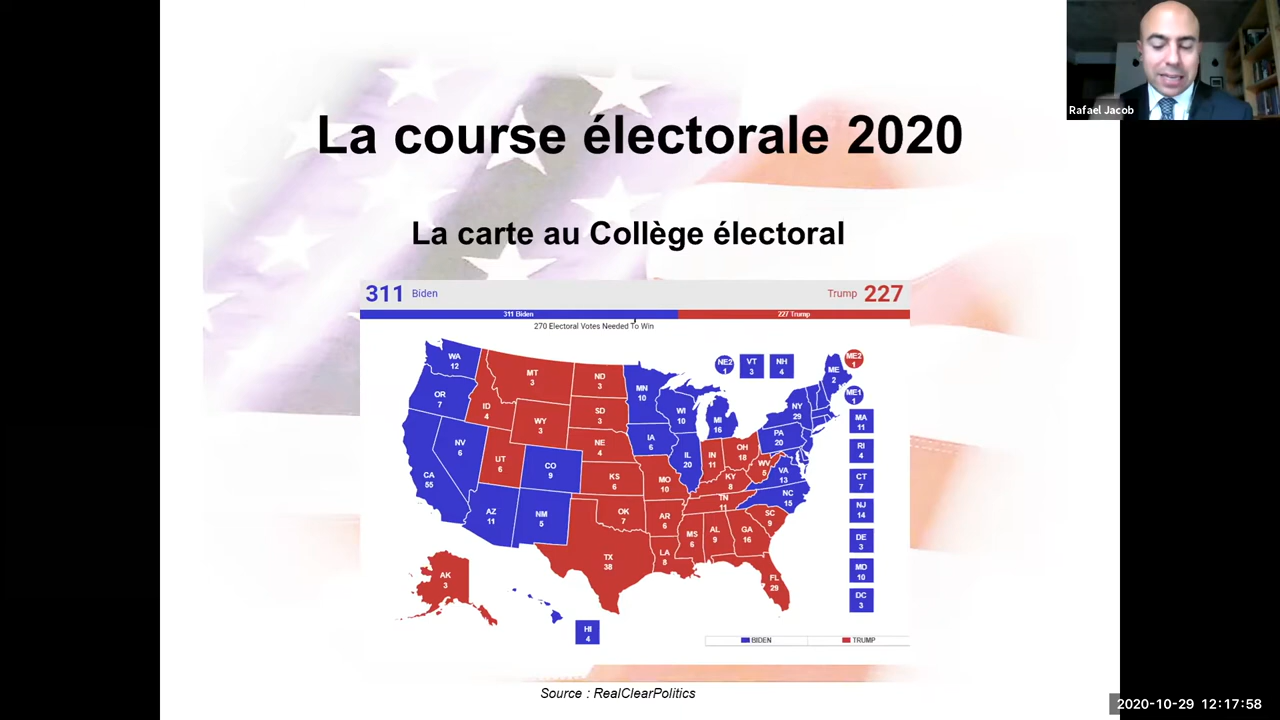 La course électorale 2020
Rafael Jacob
La carte au Collège électoral
311 Biden
Trump 227
311 Biden
227 Trump
270 Electoral Votes Needed To Win
WA
12
OR
7
CA
55
NV
6
ID
4
MT
3
WY
3
UT
6
AZ
11
CO
9
NM
5
ND
3
SD
3
NE
4
KS
6
OK
7
TX
38
MN
10
IA
6
MO
10
AR
6
LA
8
WI
10
IL
20
MI
16
IN
11
OH
18
KY
8
TN
11
MS
6
AL
9
GA
16
FL
29
SC
9
NC
15
VA
13
WV
5
PA
20
NY
29
ME
2
NE2
1
VT
3
NH
4
ME2
1
ME1
1
MA
11
RI
4
CT
7
NJ
14
DE
3
MD
10
DC
3
AK
3
HI
4
BIDEN
TRUMP
Source : RealClearPolitics
2020-10-29 12:17:58